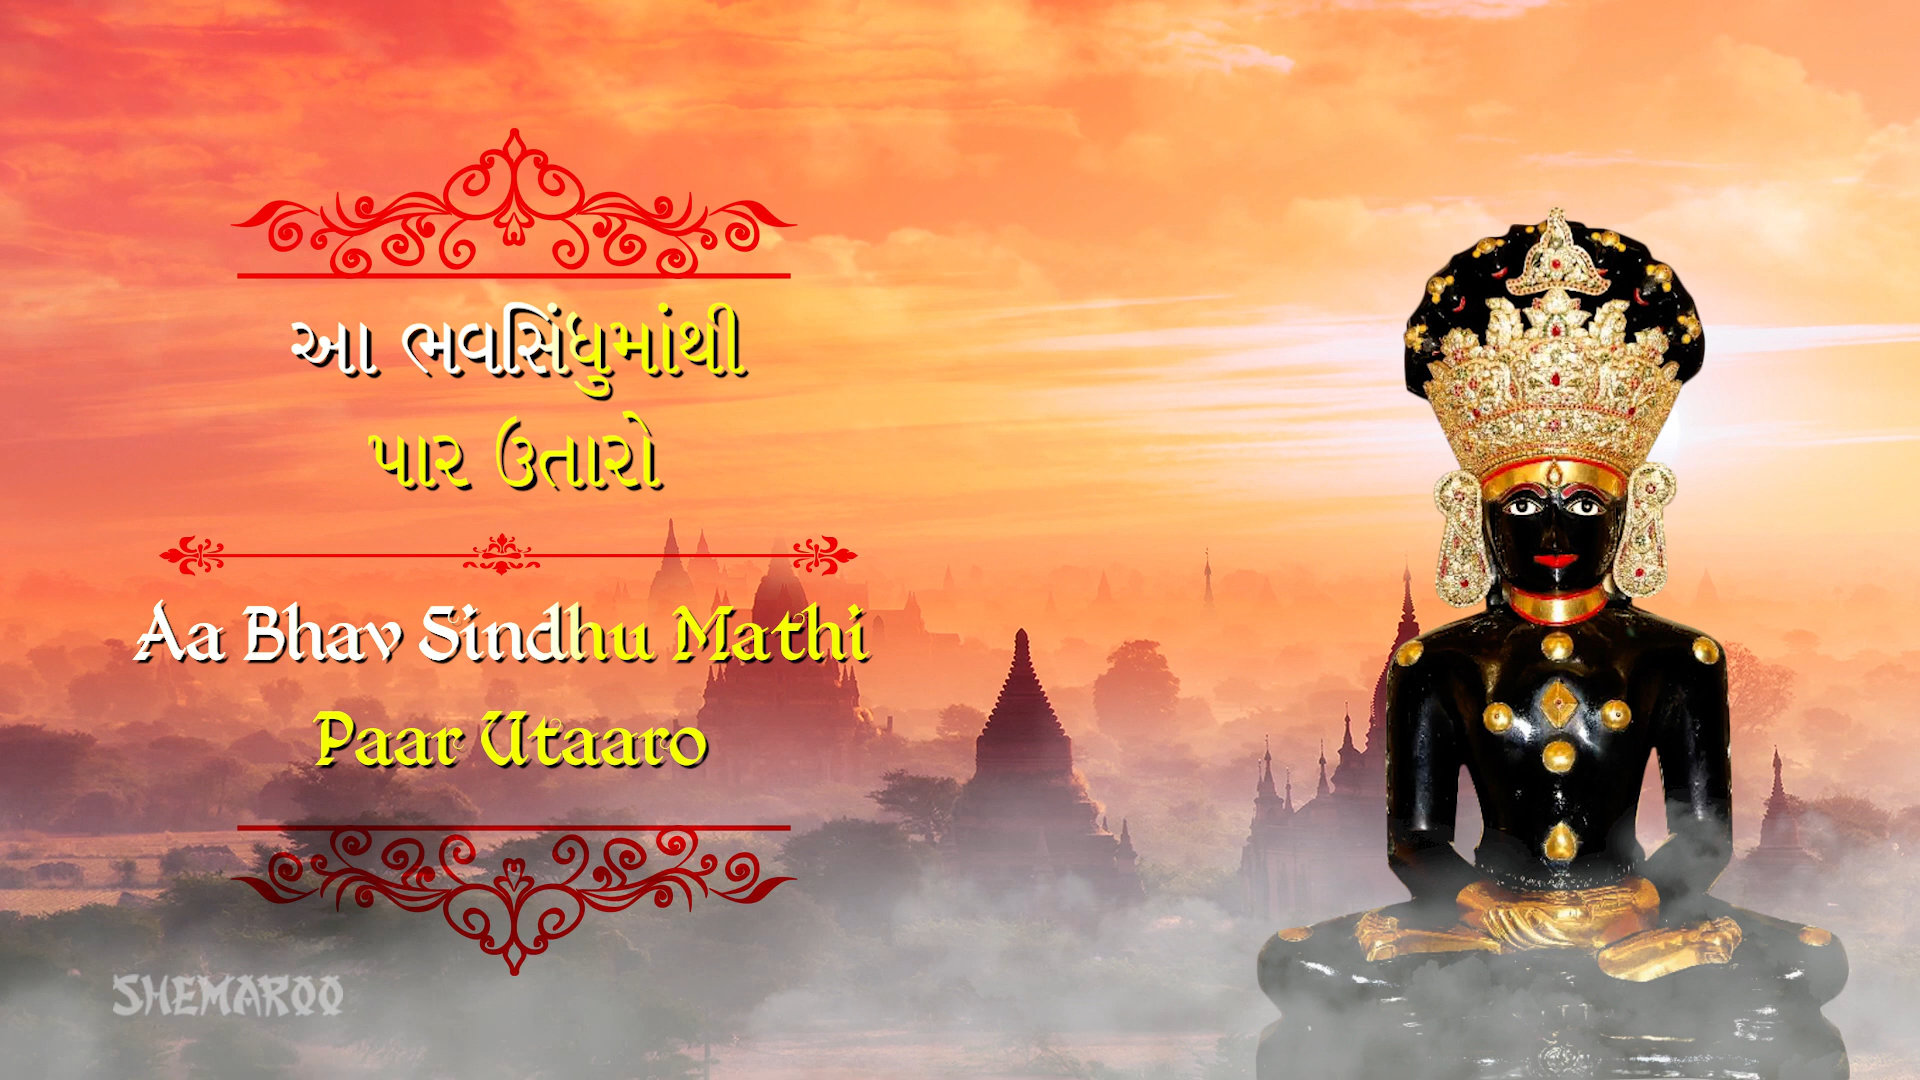 આ ભવસિંધુમાંથી
પાર ઉતારો
Aa Bhav Sindhu Mathi
Paar Utaaro
SHEMAROO